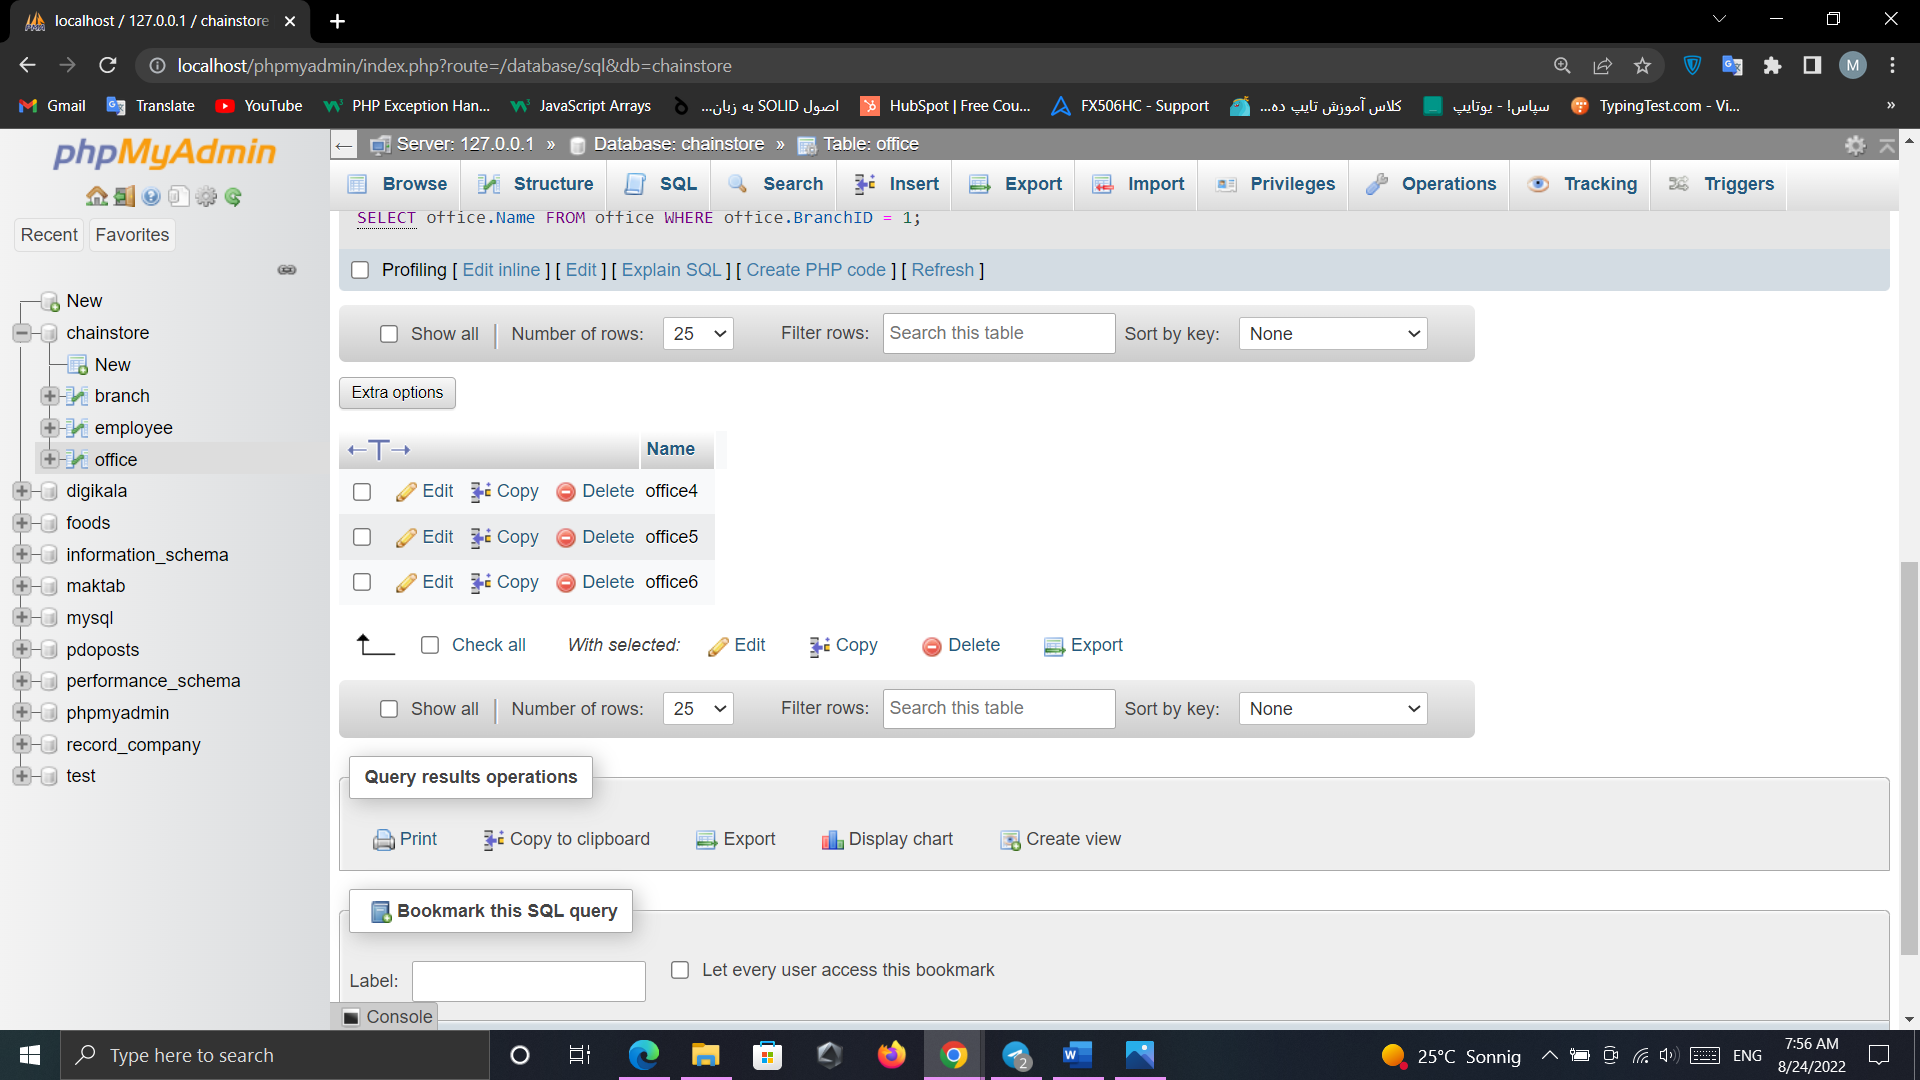 localhost / 127.0.0.1 / chainstore
localhost/phpmyadmin/index.php?route=/database/sql&db=chainstore
M
Gmail
Translate
YouTube
PHP Exception Han...
JavaScript Arrays
اصول SOLID به زبان...
HubSpot | Free Cou...
FX506HC - Support
کلاس آموزش تایپ ده...
سپاس! - یوتایپ
TypingTest.com - Vi...
»
phpMyAdmin
Recent
Favorites
New
chainstore
New
branch
employee
office
digikala
foods
information_schema
maktab
mysql
pdoposts
performance_schema
phpmyadmin
record_company
test
Server: 127.0.0.1 » Database: chainstore » Table: office
Browse
Structure
SQL
Search
Insert
Export
Import
Privileges
Operations
Tracking
Triggers
SELECT office.Name FROM office WHERE office.BranchID = 1;
Profiling [ Edit inline ] [ Edit ] [ Explain SQL ] [ Create PHP code ] [ Refresh ]
Show all | Number of rows: 25 Filter rows: Search this table Sort by key: None
Extra options
←T→ Name
Edit Copy Delete office4
Edit Copy Delete office5
Edit Copy Delete office6
Check all With selected: Edit Copy Delete Export
Show all | Number of rows: 25 Filter rows: Search this table Sort by key: None
Query results operations
Print Copy to clipboard Export Display chart Create view
Bookmark this SQL query
Label:
Let every user access this bookmark
Console
Type here to search
2
25°C Sonnig
ENG
7:56 AM
8/24/2022